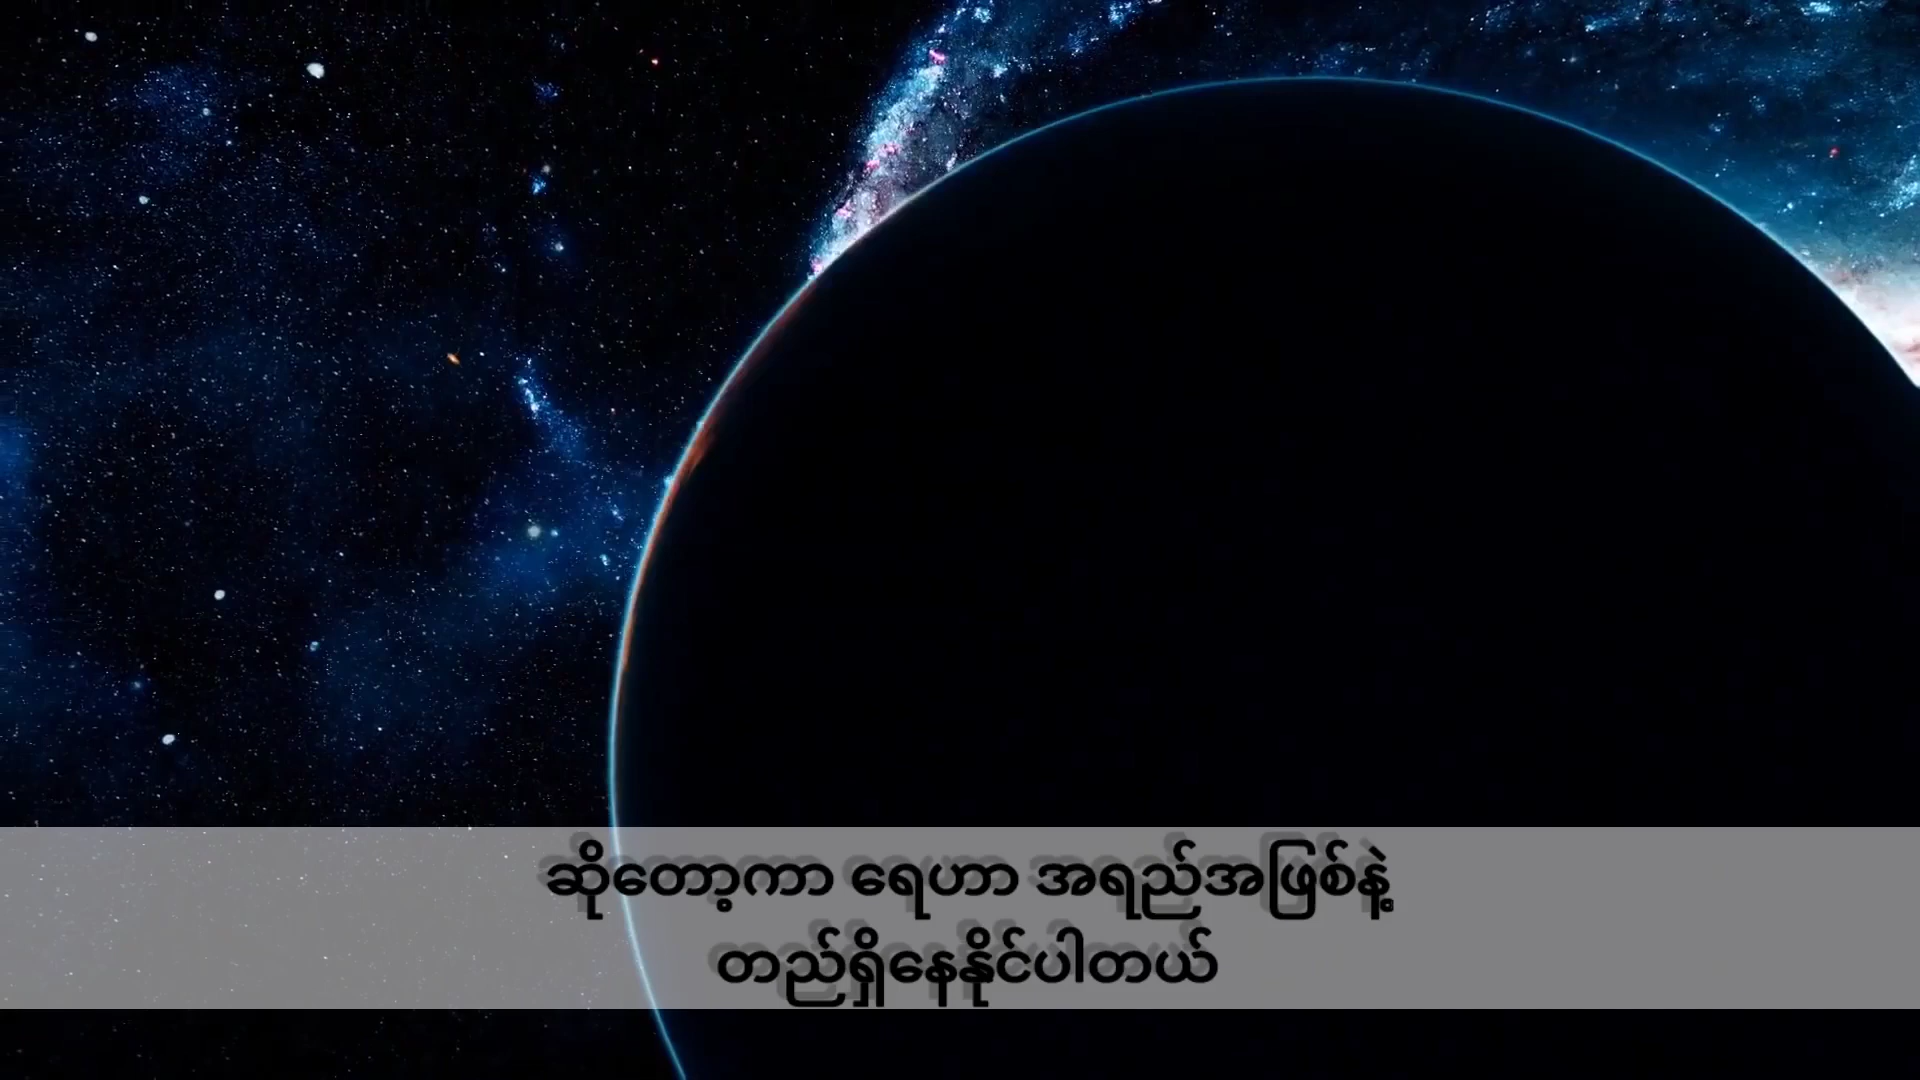 ဆိုတော့ကာ ရေဟာ အရည်အဖြစ်နဲ့
တည်ရှိနေနိုင်ပါတယ်